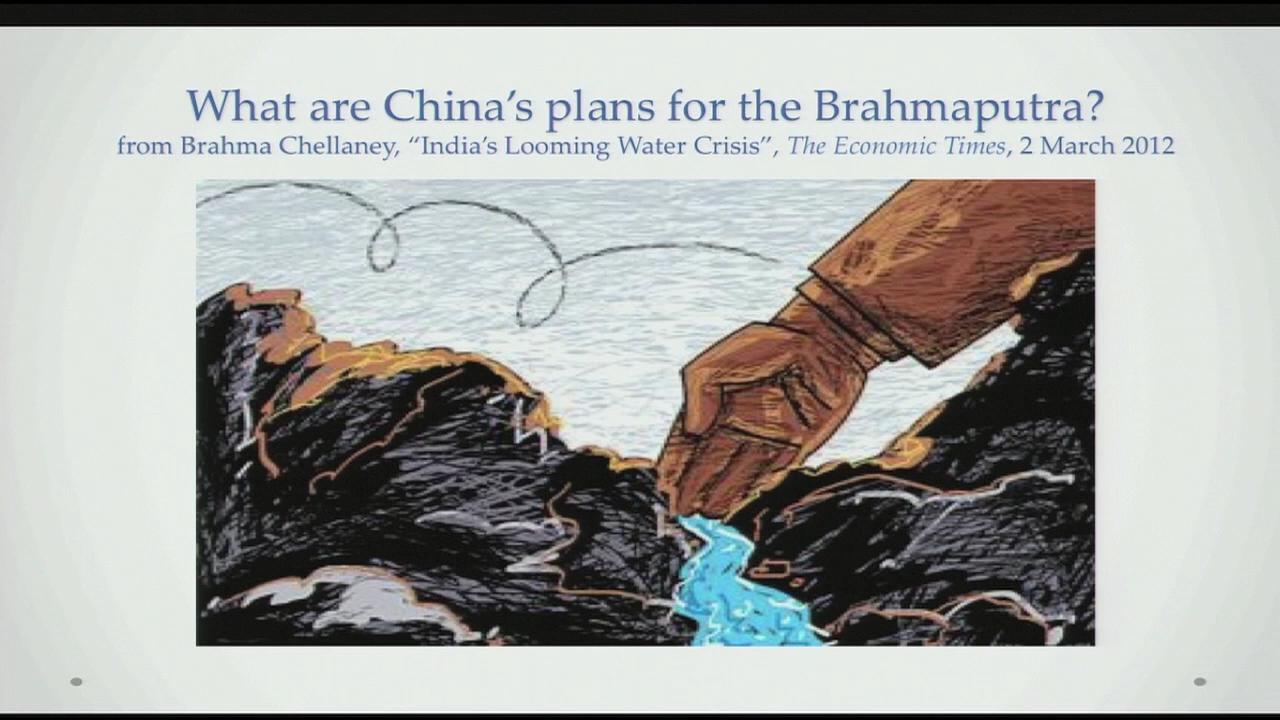 What are China's plans for the Brahmaputra?
from Brahma Chellaney, “India's Looming Water Crisis”, The Economic Times, 2 March 2012